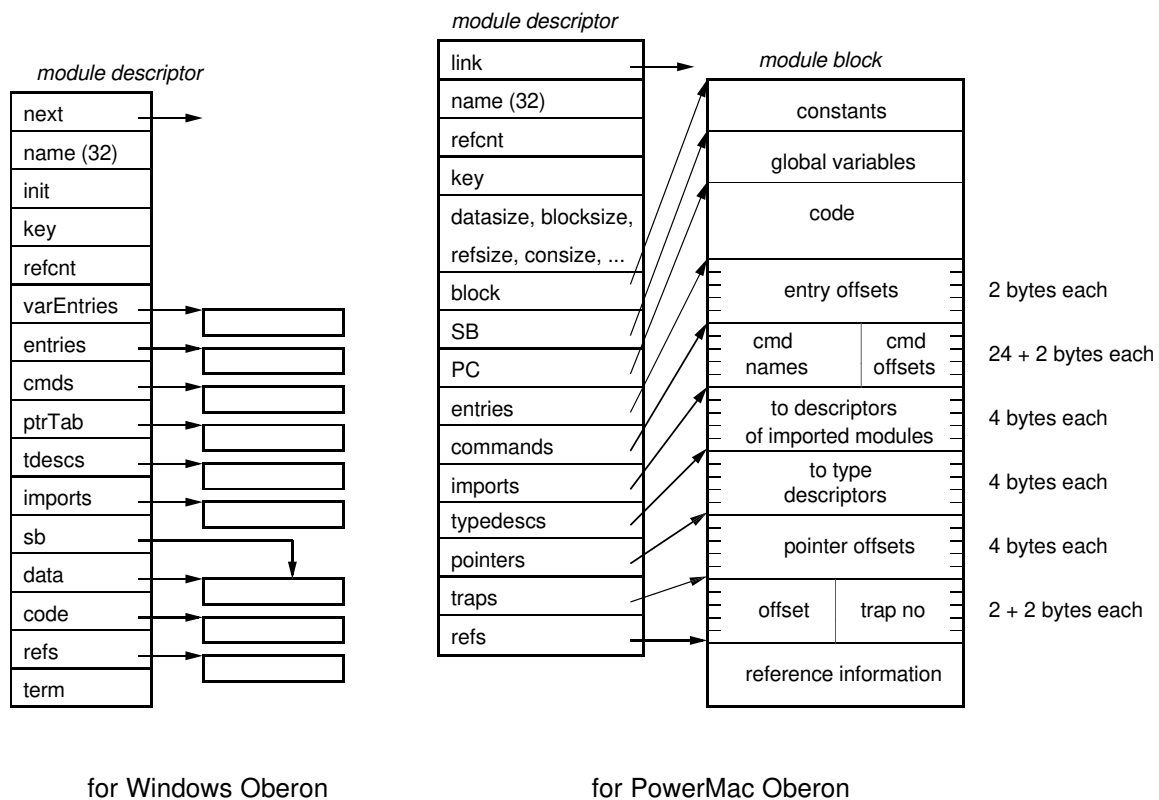 module descriptor
next
name (32)
init
key
refcnt
varEntries
entries
cmds
ptrTab
tdescs
imports
sb
data
code
refs
term
for Windows Oberon
module descriptor
link
name (32)
refcnt
key
datasize, blocksize,
refsize, consize, ...
block
SB
PC
entries
commands
imports
typedescs
pointers
traps
refs
module block
constants
global variables
code
entry offsets
2 bytes each
cmd
names
cmd
offsets
24 + 2 bytes each
to descriptors
of imported modules
4 bytes each
to type
descriptors
4 bytes each
pointer offsets
4 bytes each
offset
trap no
2 + 2 bytes each
reference information
for PowerMac Oberon